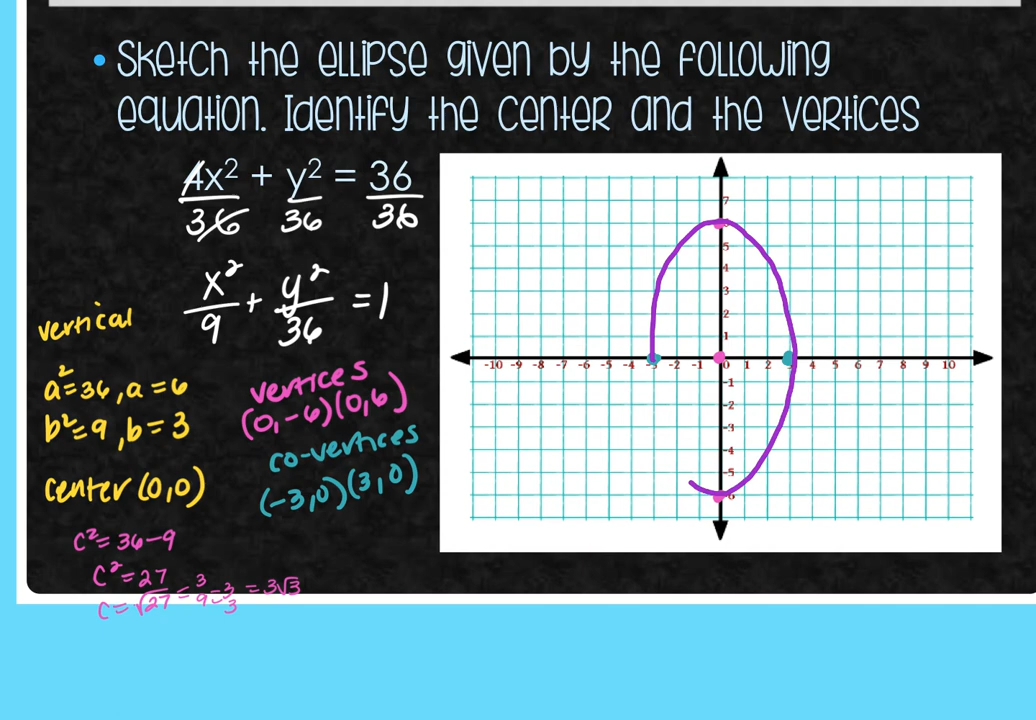 • Sketch the ellipse given by the following
equation. Identify the center and the vertices
4x² + y² = 36
36 36 36
x²/9 + y²/36 = 1
vertical
a²=36, a=6
b²=9, b=3
center (0,0)
vertices
(0,-6)(0,6)
co-vertices
(-3,0)(3,0)
c²=36-9
c²=27
c=√27 = 3 9 3 3 = 3√3
7
5
4
3
2
1
-10 -9 -8 -7 -6 -5 -4 -3 -2 -1 0 1 2 4 5 6 7 8 9 10
-1
-2
-3
-4
-5
-6